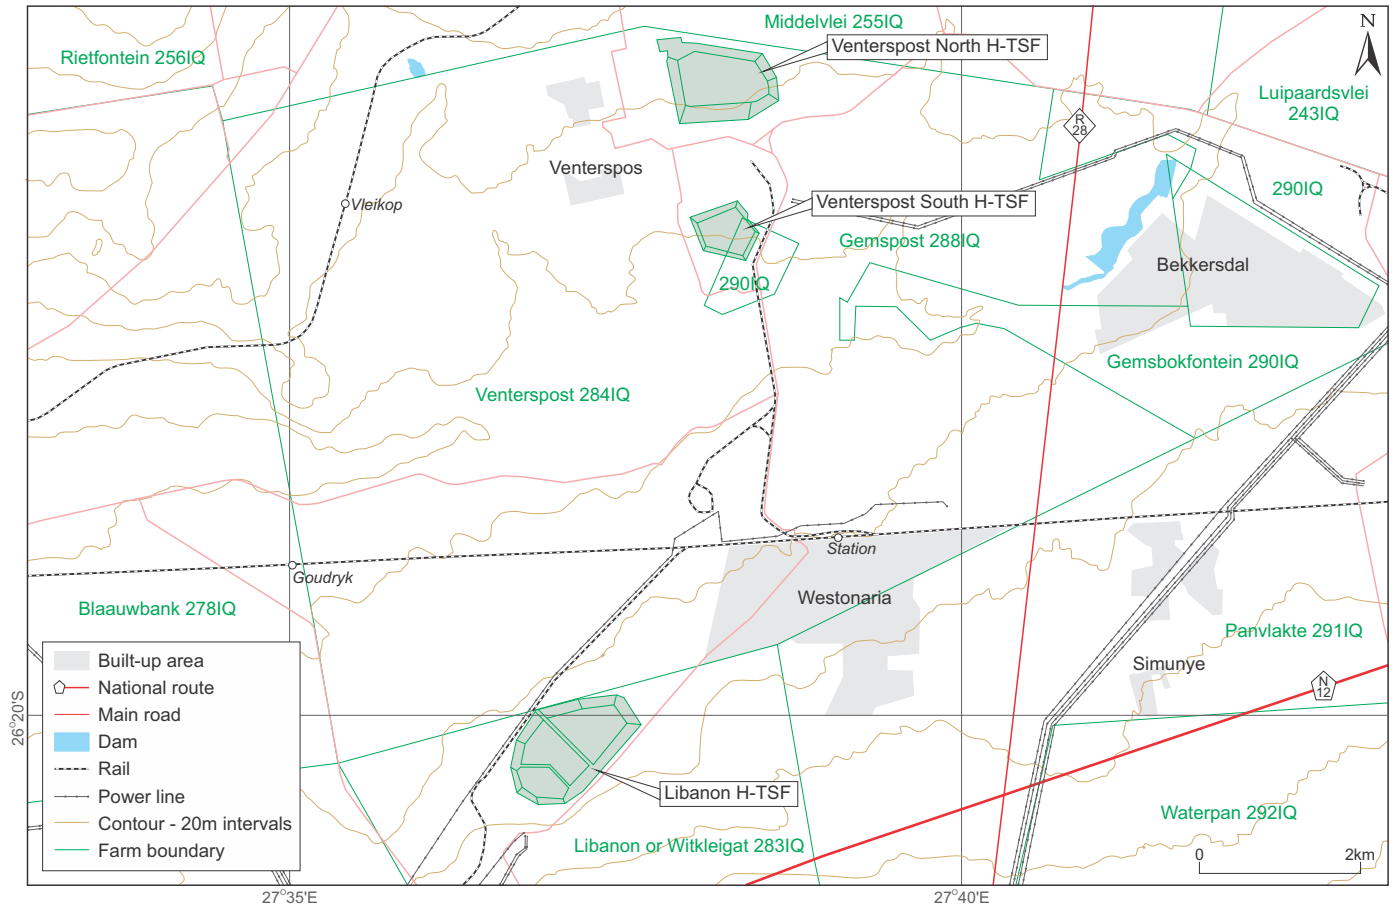 Middelvlei 255IQ
N
Rietfontein 256IQ
Venterspost North H-TSF
Luipaardsvlei
243IQ
R
28
Venterspos
290IQ
Vleikop
Venterspost South H-TSF
Gemspost 288IQ
Bekkersdal
290IQ
Gemsbokfontein 290IQ
Venterspost 284IQ
Station
Goudryk
Westonaria
Blaauwbank 278IQ
Panvlakte 291IQ
Simunye
N
12
Built-up area
National route
Main road
Dam
Rail
Power line
Contour - 20m intervals
Farm boundary
26°20'S
Libanon H-TSF
Waterpan 292IQ
Libanon or Witkleigat 283IQ
0 2km
27°35'E
27°40'E